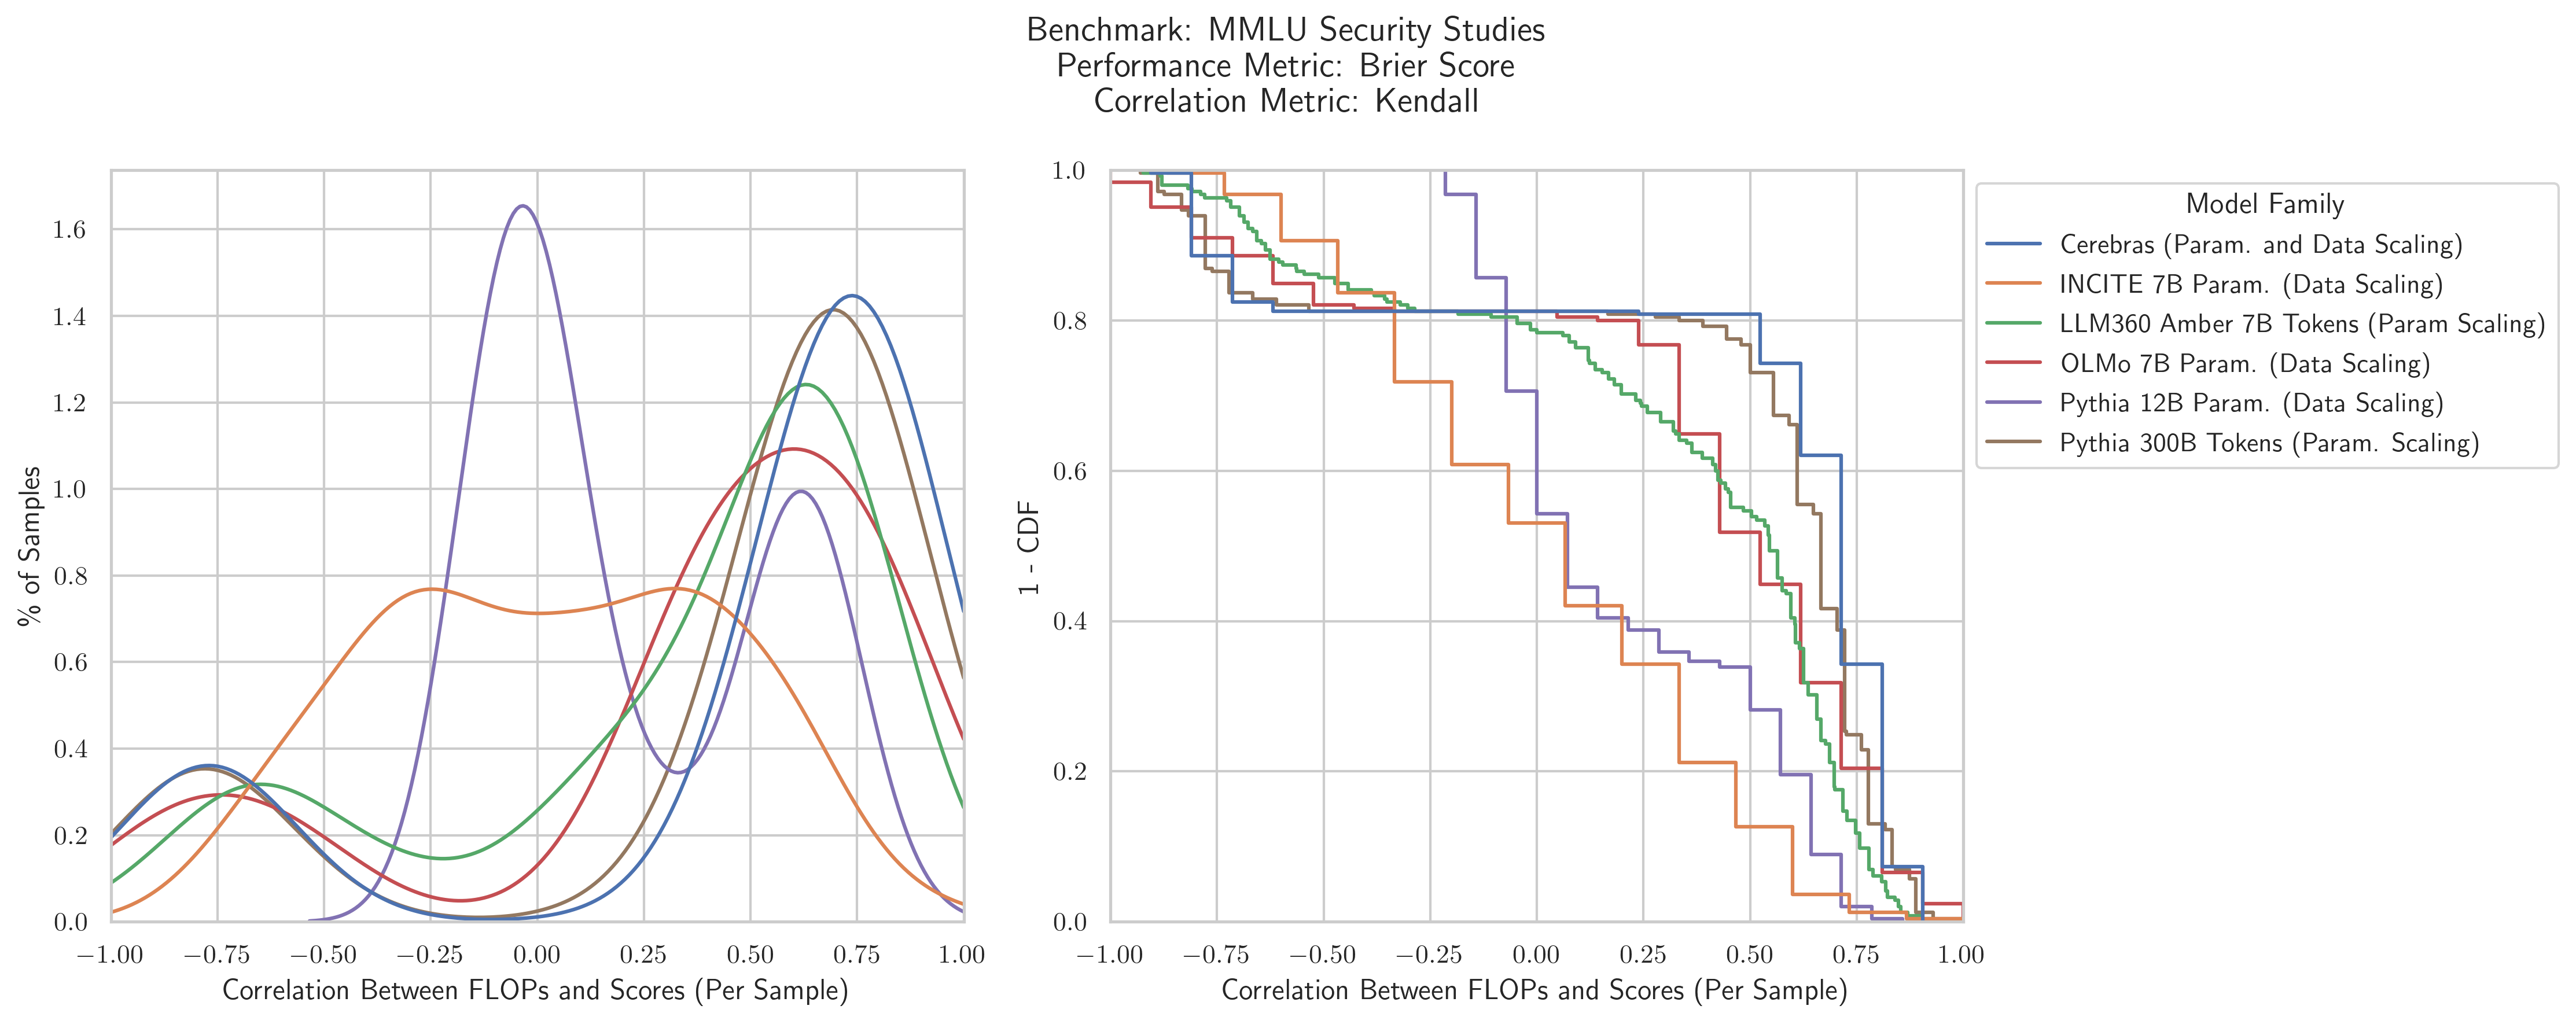 Benchmark: MMLU Security Studies
Performance Metric: Brier Score
Correlation Metric: Kendall
% of Samples
1.6
1.4
1.2
1.0
0.8
0.6
0.4
0.2
0.0
−1.00 −0.75 −0.50 −0.25 0.00 0.25 0.50 0.75 1.00
Correlation Between FLOPs and Scores (Per Sample)
1 - CDF
1.0
0.8
0.6
0.4
0.2
0.0
−1.00 −0.75 −0.50 −0.25 0.00 0.25 0.50 0.75 1.00
Correlation Between FLOPs and Scores (Per Sample)
Model Family
Cerebras (Param. and Data Scaling)
INCITE 7B Param. (Data Scaling)
LLM360 Amber 7B Tokens (Param Scaling)
OLMo 7B Param. (Data Scaling)
Pythia 12B Param. (Data Scaling)
Pythia 300B Tokens (Param. Scaling)